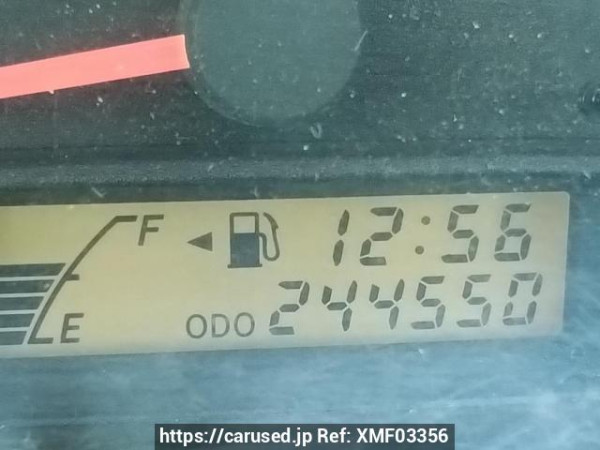 F 12:56
E ODO 244550
https://carused.jp Ref: XMF03356